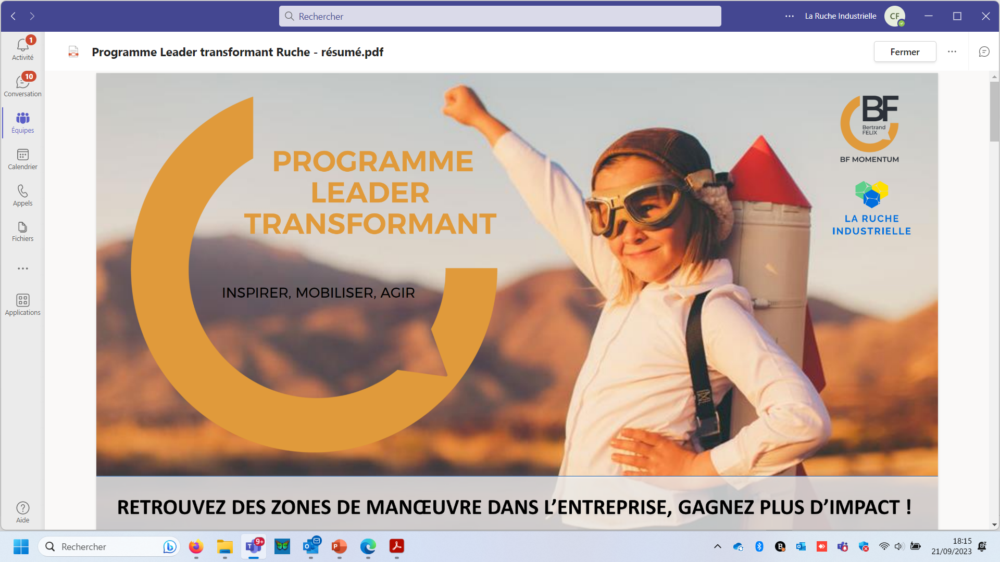 Rechercher
La Ruche Industrielle
CF
1
Activité
10
Conversation
Équipes
Calendrier
Appels
Fichiers
Applications
Aide
Programme Leader transformant Ruche - résumé.pdf
Fermer
PROGRAMME
LEADER
TRANSFORMANT
INSPIRER, MOBILISER, AGIR
BF
Bertrand
FELIX
BF MOMENTUM
LA RUCHE
INDUSTRIELLE
RETROUVEZ DES ZONES DE MANŒUVRE DANS L’ENTREPRISE, GAGNEZ PLUS D’IMPACT !
Rechercher
9+
18:15
21/09/2023